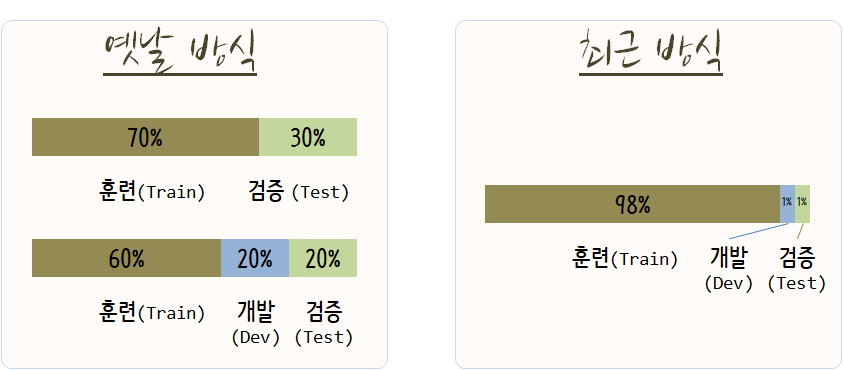 옛날 방식
70% 30%
훈련(Train) 검증 (Test)
60% 20% 20%
훈련(Train) 개발 검증
(Dev) (Test)
최근 방식
98% 1% 1%
훈련(Train) 개발 검증
(Dev) (Test)